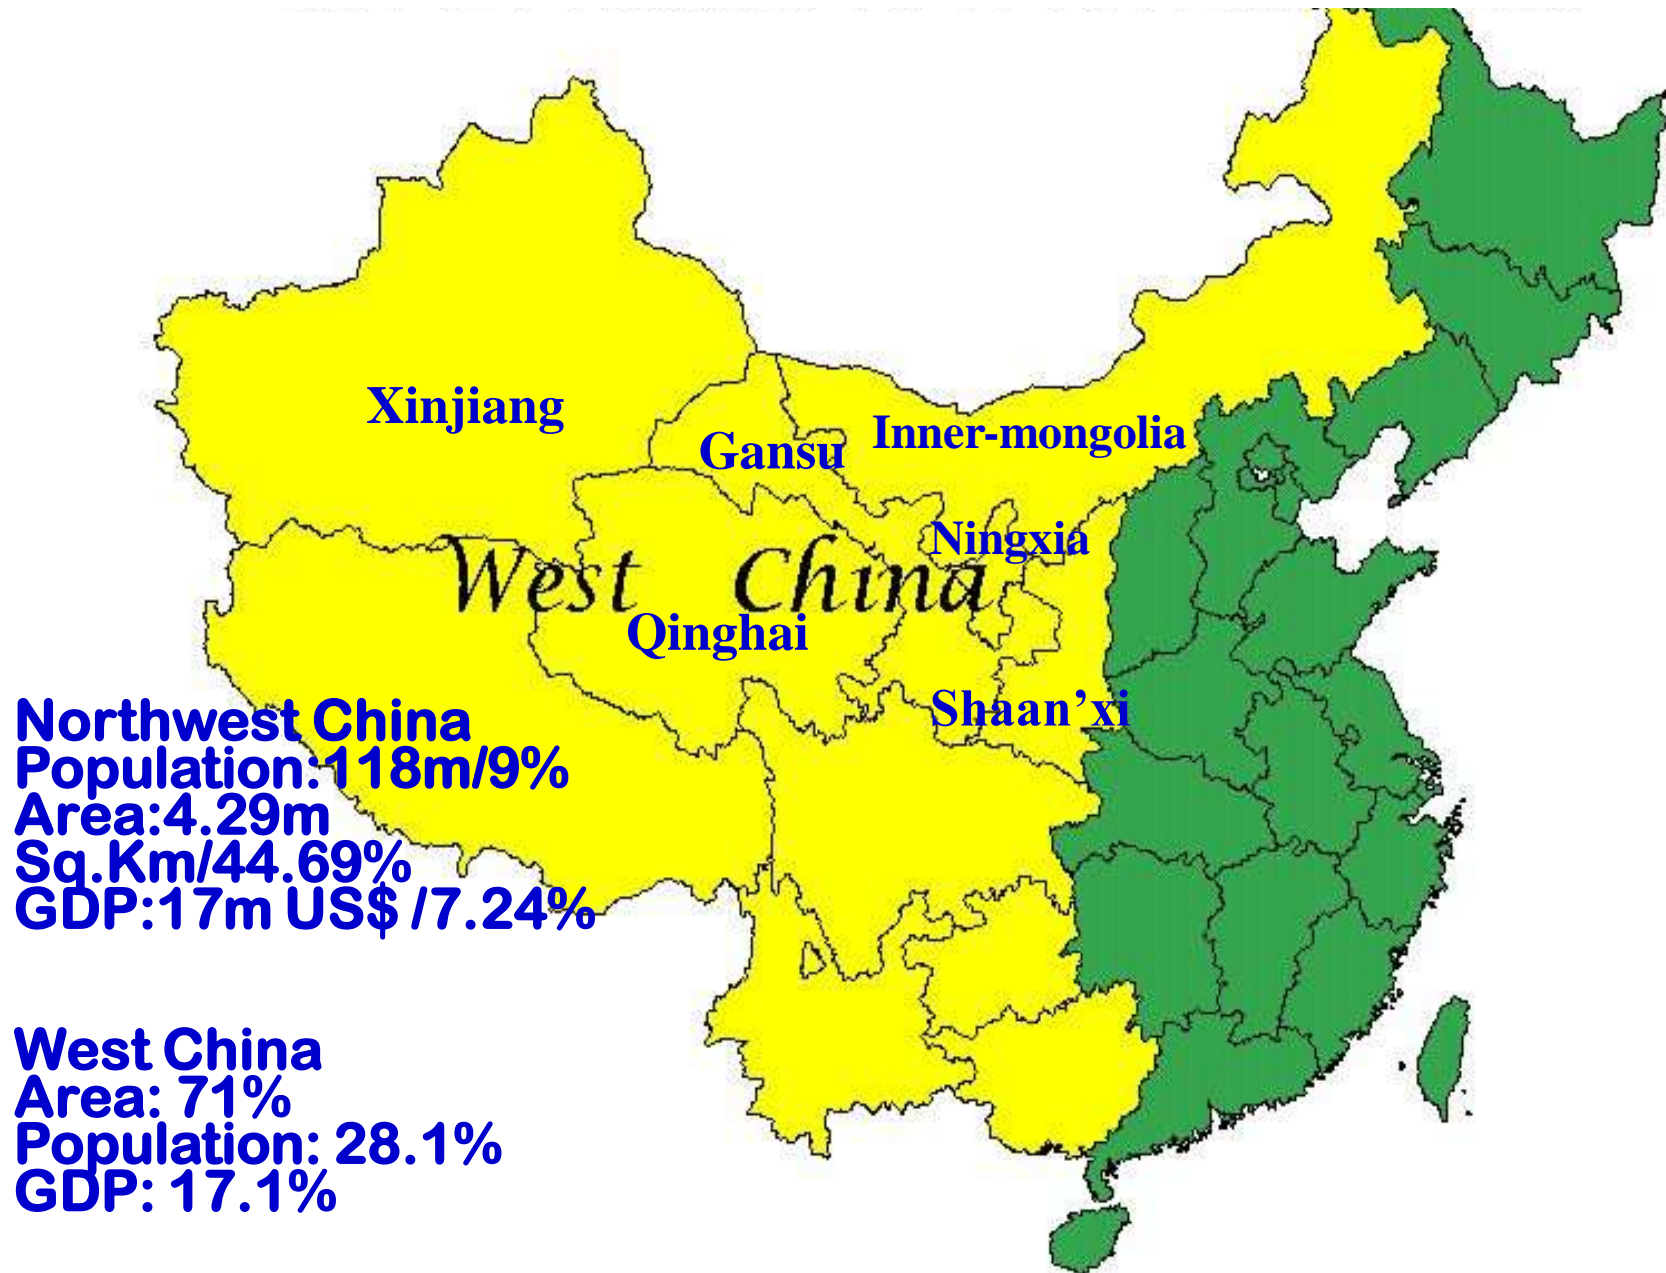 Xinjiang
Gansu
Inner-mongolia
Ningxia
West China
Qinghai
Shaan’xi
Northwest China
Population:118m/9%
Area:4.29m
Sq.Km/44.69%
GDP:17m US$ /7.24%
West China
Area: 71%
Population: 28.1%
GDP: 17.1%